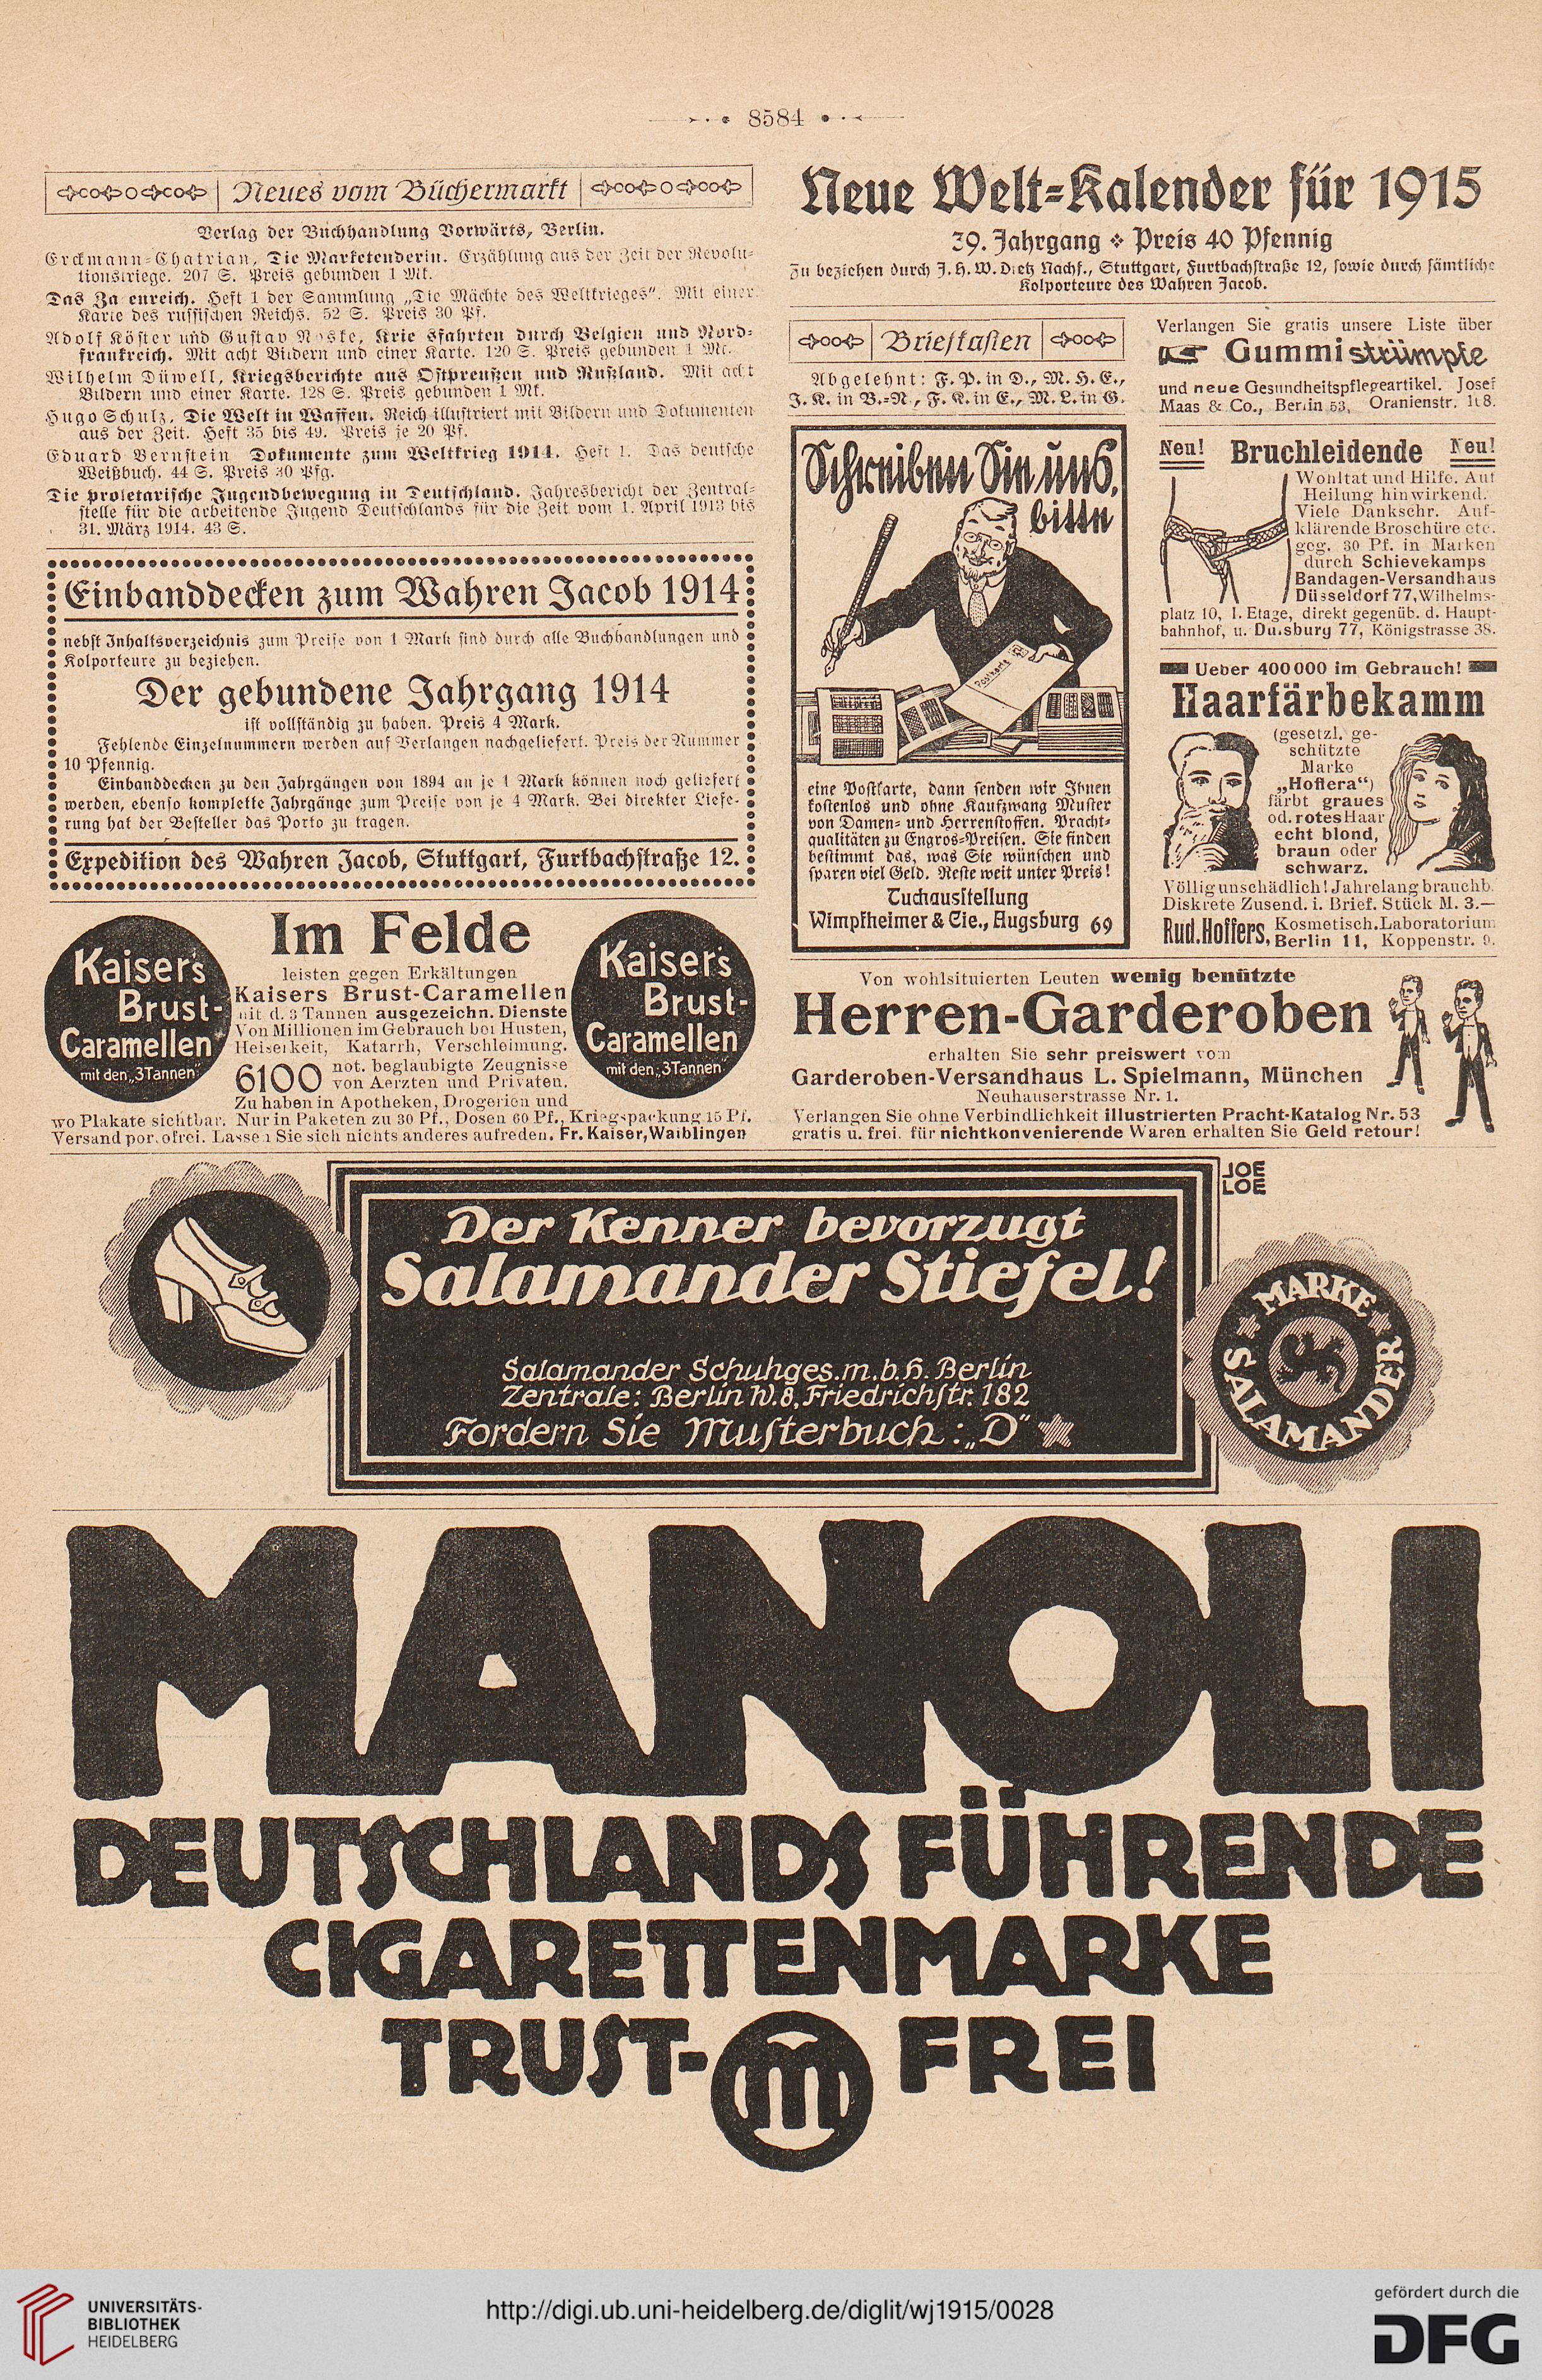 8584
Neues vom Büchermarkt
Verlag der Buchhandlung Vorwärts, Berlin.
Erckmann-Chatrian, Die Marketenderin. Erzählung aus der Zeit der Revolu-
tionskriege. 207 S. Preis gebunden 1 Mk.
Das Za enreich. Heft 1 der Sammlung „Die Mächte des Weltkrieges". Mit einer
Karte des russischen Reichs. 52 S. Preis 30 Pf.
Adolf Köster und Gustav Noske, Krie sfahrten durch Belgien und Nord-
frankreich. Mit acht Bildern und einer Karte. 120 S. Preis gebunden 1 Mk.
Wilhelm Düwell, Kriegsberichte aus Ostpreußen und Rußland. Mit acht
Bildern und einer Karte. 128 S. Preis gebunden 1 Mk.
Hugo Schulz, Die Welt in Waffen. Reich illustriert mit Bildern und Dokumenten
aus der Zeit. Heft 35 bis 49. Preis je 20 Pf.
Eduard Bernstein Dokumente zum Weltkrieg 1914. Heft 1. Das deutsche
Weißbuch. 44 S. Preis 30 Pfg.
Die proletarische Jugendbewegung in Deutschland. Jahresbericht der Zentral-
stelle für die arbeitende Jugend Deutschlands für die Zeit vom 1. April 1913 bis
31. März 1914. 43 S.
Einbanddecken zum Wahren Jacob 1914
nebst Inhaltsverzeichnis zum Preise von 1 Mark sind durch alle Buchhandlungen und
Kolporteure zu beziehen.
Der gebundene Jahrgang 1914
ist vollständig zu haben. Preis 4 Mark.
Fehlende Einzelnummern werden auf Verlangen nachgeliefert. Preis der Nummer
10 Pfennig.
Einbanddecken zu den Jahrgängen von 1894 an je 1 Mark können noch geliefert
werden, ebenso komplette Jahrgänge zum Preise von je 4 Mark. Bei direkter Liefe-
rung hat der Besteller das Porto zu tragen.
Expedition des Wahren Jacob, Stuttgart, Furtbachstraße 12.
Kaiser's
Brust-
Caramellen
mit den „3Tannen"
Im Felde
leisten gegen Erkältungen
Kaisers Brust-Caramellen
mit d. 3 Tannen ausgezeichn. Dienste
Von Millionen im Gebrauch bei Husten,
Heiserkeit, Katarrh, Verschleimung.
6100 not. beglaubigte Zeugnisse
von Aerzten und Privaten.
Zu haben in Apotheken, Drogerien und
wo Plakate sichtbar. Nur in Paketen zu 30 Pf., Dosen 60 Pf., Kriegspackung 15 Pf.
Versand portofrei. Lassen Sie sich nichts anderes aufreden. Fr. Kaiser, Waiblingen
Kaiser's
Brust-
Caramellen
mit den „3Tannen"
Neue Welt-Kalender für 1915
39. Jahrgang Preis 40 Pfennig
Zu beziehen durch J. H. W. Dietz Nachf., Stuttgart, Furtbachstraße 12, sowie durch sämtliche
Kolporteure des Wahren Jacob.
Briefkasten
Abgelehnt: F. P. in D., M. H. E.,
J. K. in B.-N., F. K. in E., M. L. in G.
Schreiben Sie uns,
bitte
Postkarte
eine Postkarte, dann senden wir Ihnen
kostenlos und ohne Kaufzwang Muster
von Damen- und Herrenstoffen. Pracht-
qualitäten zu Engros-Preisen. Sie finden
bestimmt das, was Sie wünschen und
sparen viel Geld. Reste weit unter Preis!
Tuchausstellung
Wimpfheimer & Cie., Augsburg 69
Verlangen Sie gratis unsere Liste über
Gummistrümpfe
und neue Gesundheitspflegeartikel. Josef
Maas & Co., Berlin 53, Oranienstr. 108.
Neu! Bruchleidende Neu!
Wohltat und Hilfe. Auf
Heilung hinwirkend.
Viele Dankschr. Auf-
klärende Broschüre etc.
geg. 30 Pf. in Marken
durch Schievekamps
Bandagen-Versandhaus
Düsseldorf 77, Wilhelms-
platz 10, I. Etage, direkt gegenüb. d. Haupt-
bahnhof, u. Duisburg 77, Königstrasse 38.
Ueber 400000 im Gebrauch!
Haarfärbekamm
(gesetzl. ge-
schützte
Marke
„Hoffera")
färbt graues
od. rotes Haar
echt blond,
braun oder
schwarz.
Völlig unschädlich! Jahrelang brauchb.
Diskrete Zusend. i. Brief. Stück M. 3.—
Rud. Hoffers, Kosmetisch. Laboratorium
Berlin 11, Koppenstr. 9.
Von wohlsituierten Leuten wenig benützte
Herren-Garderoben
erhalten Sie sehr preiswert vom
Garderoben-Versandhaus L. Spielmann, München
Neuhauserstrasse Nr. 1.
Verlangen Sie ohne Verbindlichkeit illustrierten Pracht-Katalog Nr. 53
gratis u. frei. für nichtkonvenierende Waren erhalten Sie Geld retour!
JOE
LOE
Der Kenner bevorzugt
Salamander Stiefel!
Salamander Schuhges.m.b.H. Berlin
Zentrale: Berlin W.8, Friedrichstr. 182
Fordern Sie Musterbuch: „D"
MARKE
SALAMANDER
MANOLI
DEUTSCHLANDS FÜHRENDE
CIGARETTENMARKE
TRUST- M FREI
UNIVERSITÄTS-
BIBLIOTHEK
HEIDELBERG
http://digi.ub.uni-heidelberg.de/diglit/wj1915/0028
gefördert durch die
DFG